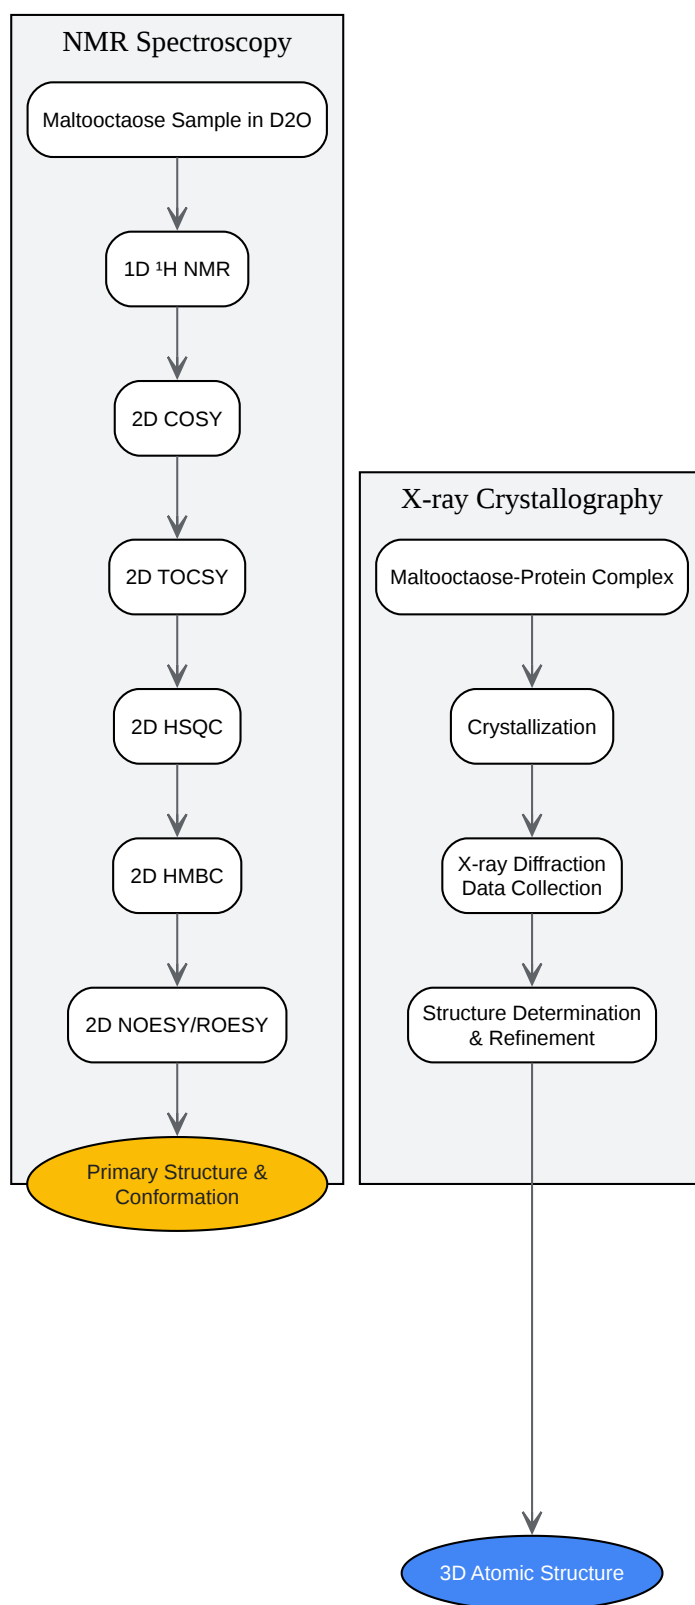 NMR Spectroscopy
Maltooctaose Sample in D2O
1D ¹H NMR
2D COSY
2D TOCSY
2D HSQC
2D HMBC
2D NOESY/ROESY
Primary Structure &
Conformation
X-ray Crystallography
Maltooctaose-Protein Complex
Crystallization
X-ray Diffraction
Data Collection
Structure Determination
& Refinement
3D Atomic Structure